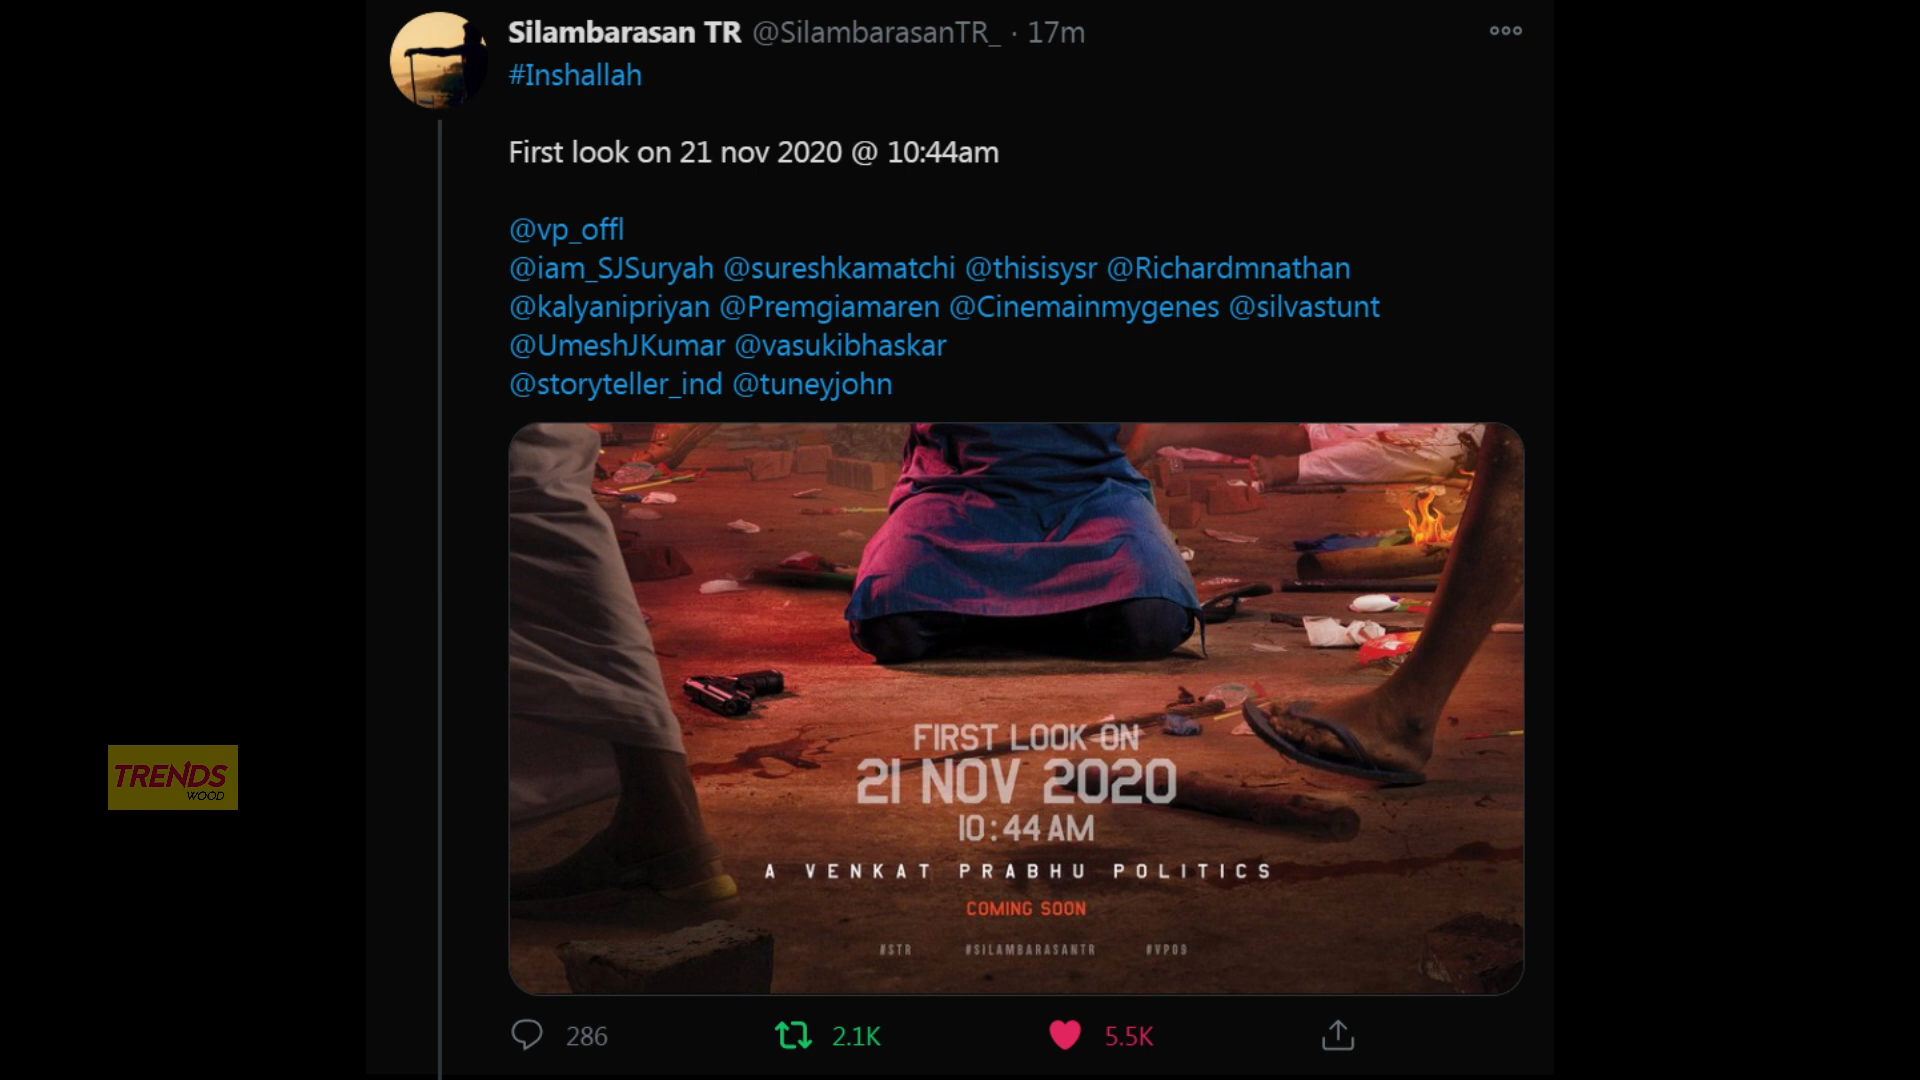 Silambarasan TR @SilambarasanTR_ · 17m
#Inshallah
First look on 21 nov 2020 @ 10:44am
@vp_offl
@iam_SJSuryah @sureshkamatchi @thisisysr @Richardmnathan
@kalyanipriyan @Premgiamaren @Cinemainmygenes @silvastunt
@UmeshJKumar @vasukibhaskar
@storyteller_ind @tuneyjohn
FIRST LOOK ON
21 NOV 2020
10:44 AM
A VENKAT PRABHU POLITICS
COMING SOON
#STR #SILAMBARASANTR #VP09
286 2.1K 5.5K
TRENDS
WOOD